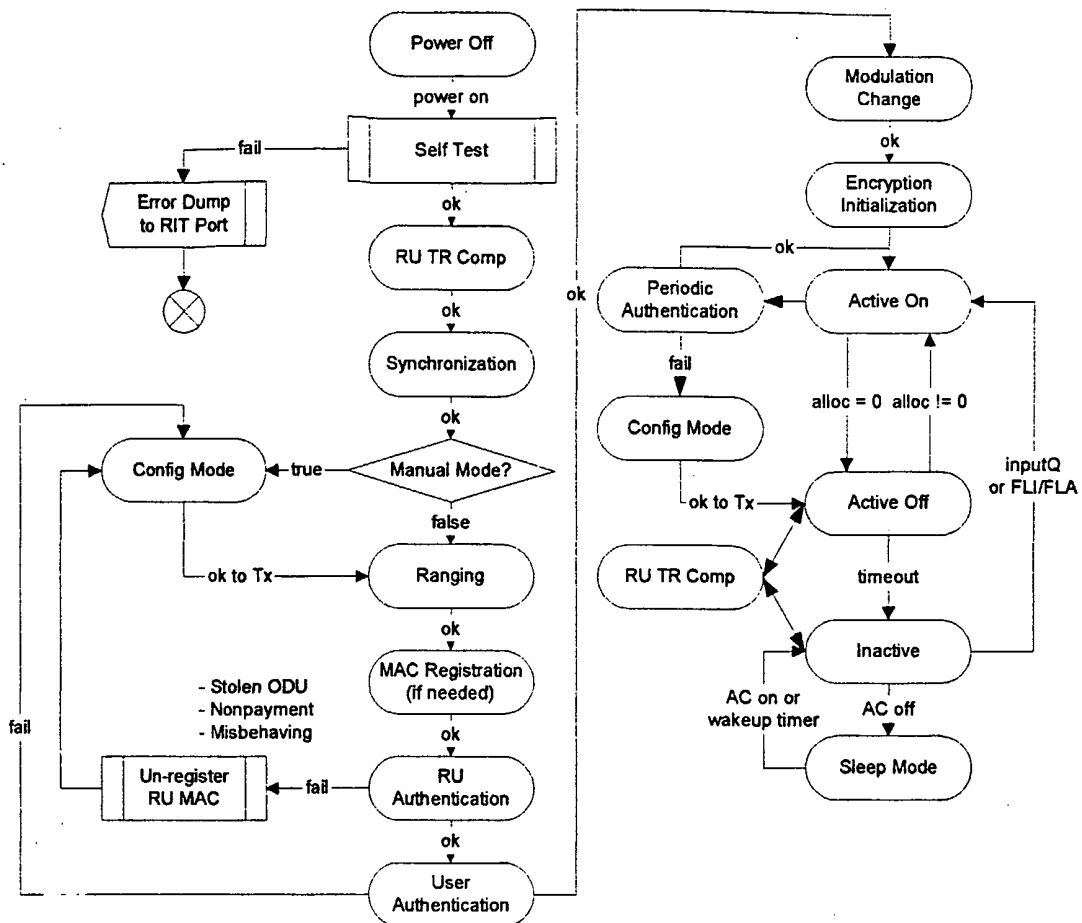 Power Off
power on
Self Test
fail
Error Dump
to RIT Port
ok
RU TR Comp
ok
Synchronization
ok
Manual Mode?
true
Config Mode
false
ok to Tx
Ranging
ok
MAC Registration
(if needed)
- Stolen ODU
- Nonpayment
- Misbehaving
ok
RU
Authentication
fail
Un-register
RU MAC
fail
ok
User
Authentication
ok
Modulation
Change
ok
Encryption
Initialization
ok
Periodic
Authentication
Active On
fail
Config Mode
alloc = 0
alloc != 0
inputQ
or FLI/FLA
ok to Tx
Active Off
RU TR Comp
timeout
Inactive
AC on or
wakeup timer
AC off
Sleep Mode